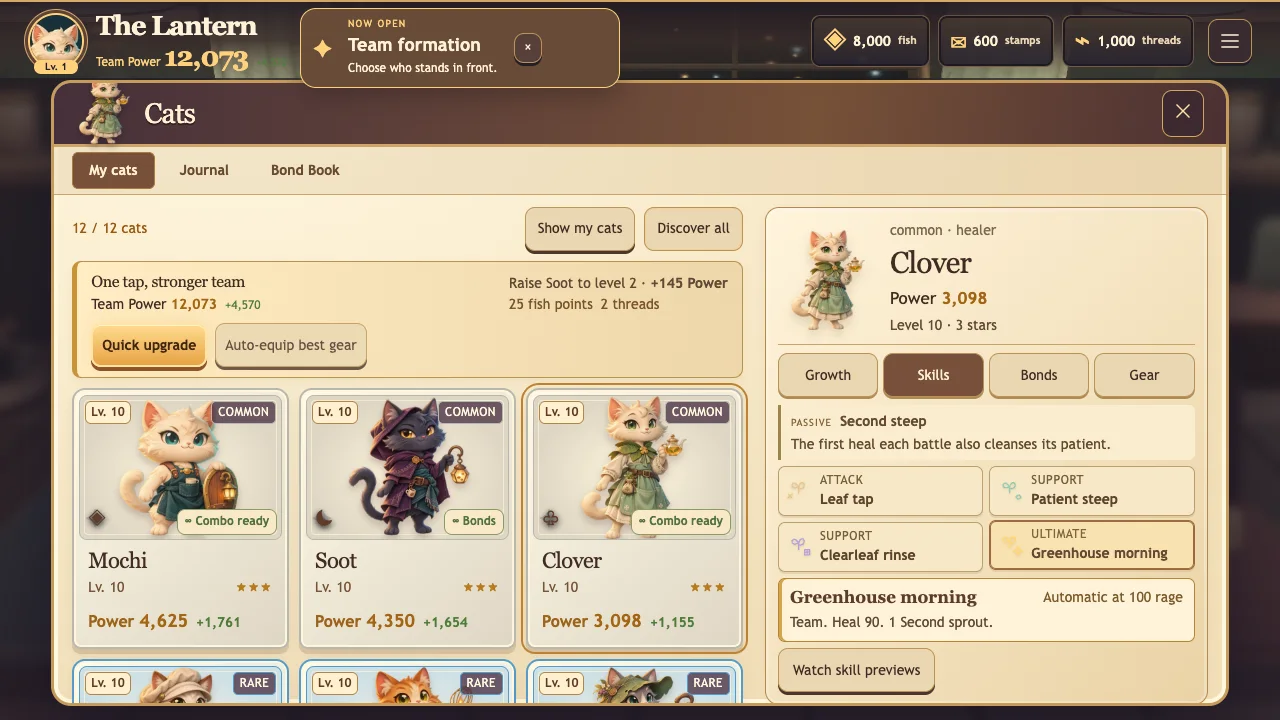 The Lantern
Team Power 12,073
Lv. 1
NOW OPEN
Team formation
Choose who stands in front.
×
8,000 fish
600 stamps
1,000 threads
Cats
My cats
Journal
Bond Book
12 / 12 cats
Show my cats
Discover all
One tap, stronger team
Team Power 12,073 +4,570
Raise Soot to level 2 · +145 Power
25 fish points 2 threads
Quick upgrade
Auto-equip best gear
Lv. 10
COMMON
∞ Combo ready
Mochi
Lv. 10 ★★★
Power 4,625 +1,761
Lv. 10
COMMON
∞ Bonds
Soot
Lv. 10 ★★★
Power 4,350 +1,654
Lv. 10
COMMON
∞ Combo ready
Clover
Lv. 10 ★★★
Power 3,098 +1,155
Lv. 10
RARE
Lv. 10
RARE
Lv. 10
RARE
common · healer
Clover
Power 3,098
Level 10 · 3 stars
Growth
Skills
Bonds
Gear
PASSIVE Second steep
The first heal each battle also cleanses its patient.
ATTACK
Leaf tap
SUPPORT
Patient steep
SUPPORT
Clearleaf rinse
ULTIMATE
Greenhouse morning
Greenhouse morning
Automatic at 100 rage
Team. Heal 90. 1 Second sprout.
Watch skill previews